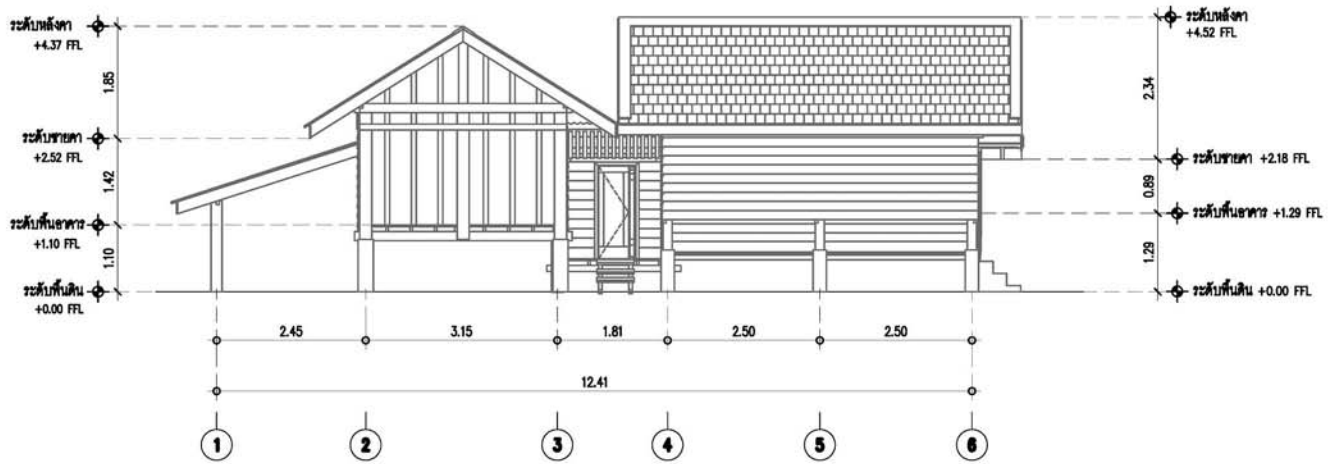 ระดับหลังคา
+4.37 FFL
1.85
ระดับชายคา
+2.52 FFL
1.42
ระดับพื้นอาคาร
+1.10 FFL
1.10
ระดับพื้นดิน
+0.00 FFL
ระดับหลังคา
+4.52 FFL
2.34
ระดับชายคา +2.18 FFL
0.89
ระดับพื้นอาคาร +1.29 FFL
1.29
ระดับพื้นดิน +0.00 FFL
2.45 3.15 1.81 2.50 2.50
12.41
1 2 3 4 5 6